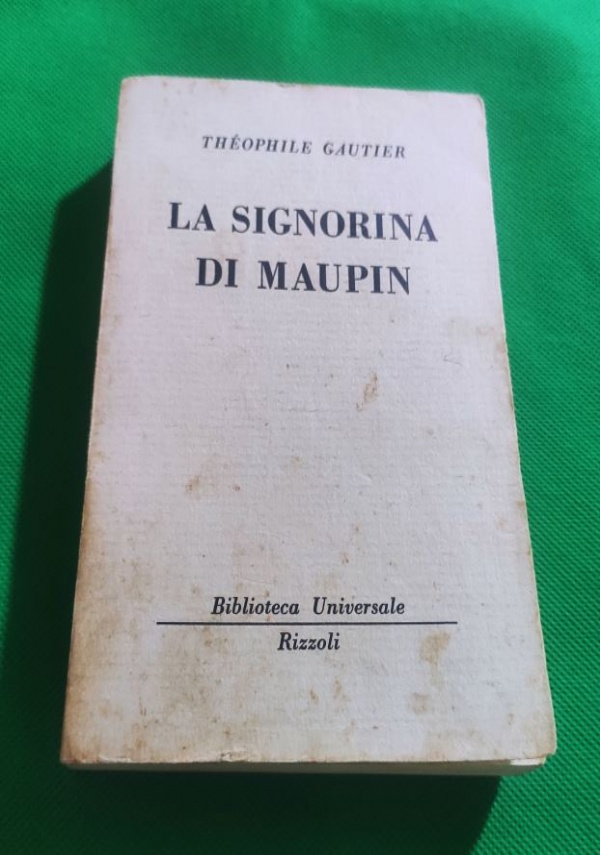 THÉOPHILE GAUTIER
LA SIGNORINA
DI MAUPIN
Biblioteca Universale
Rizzoli